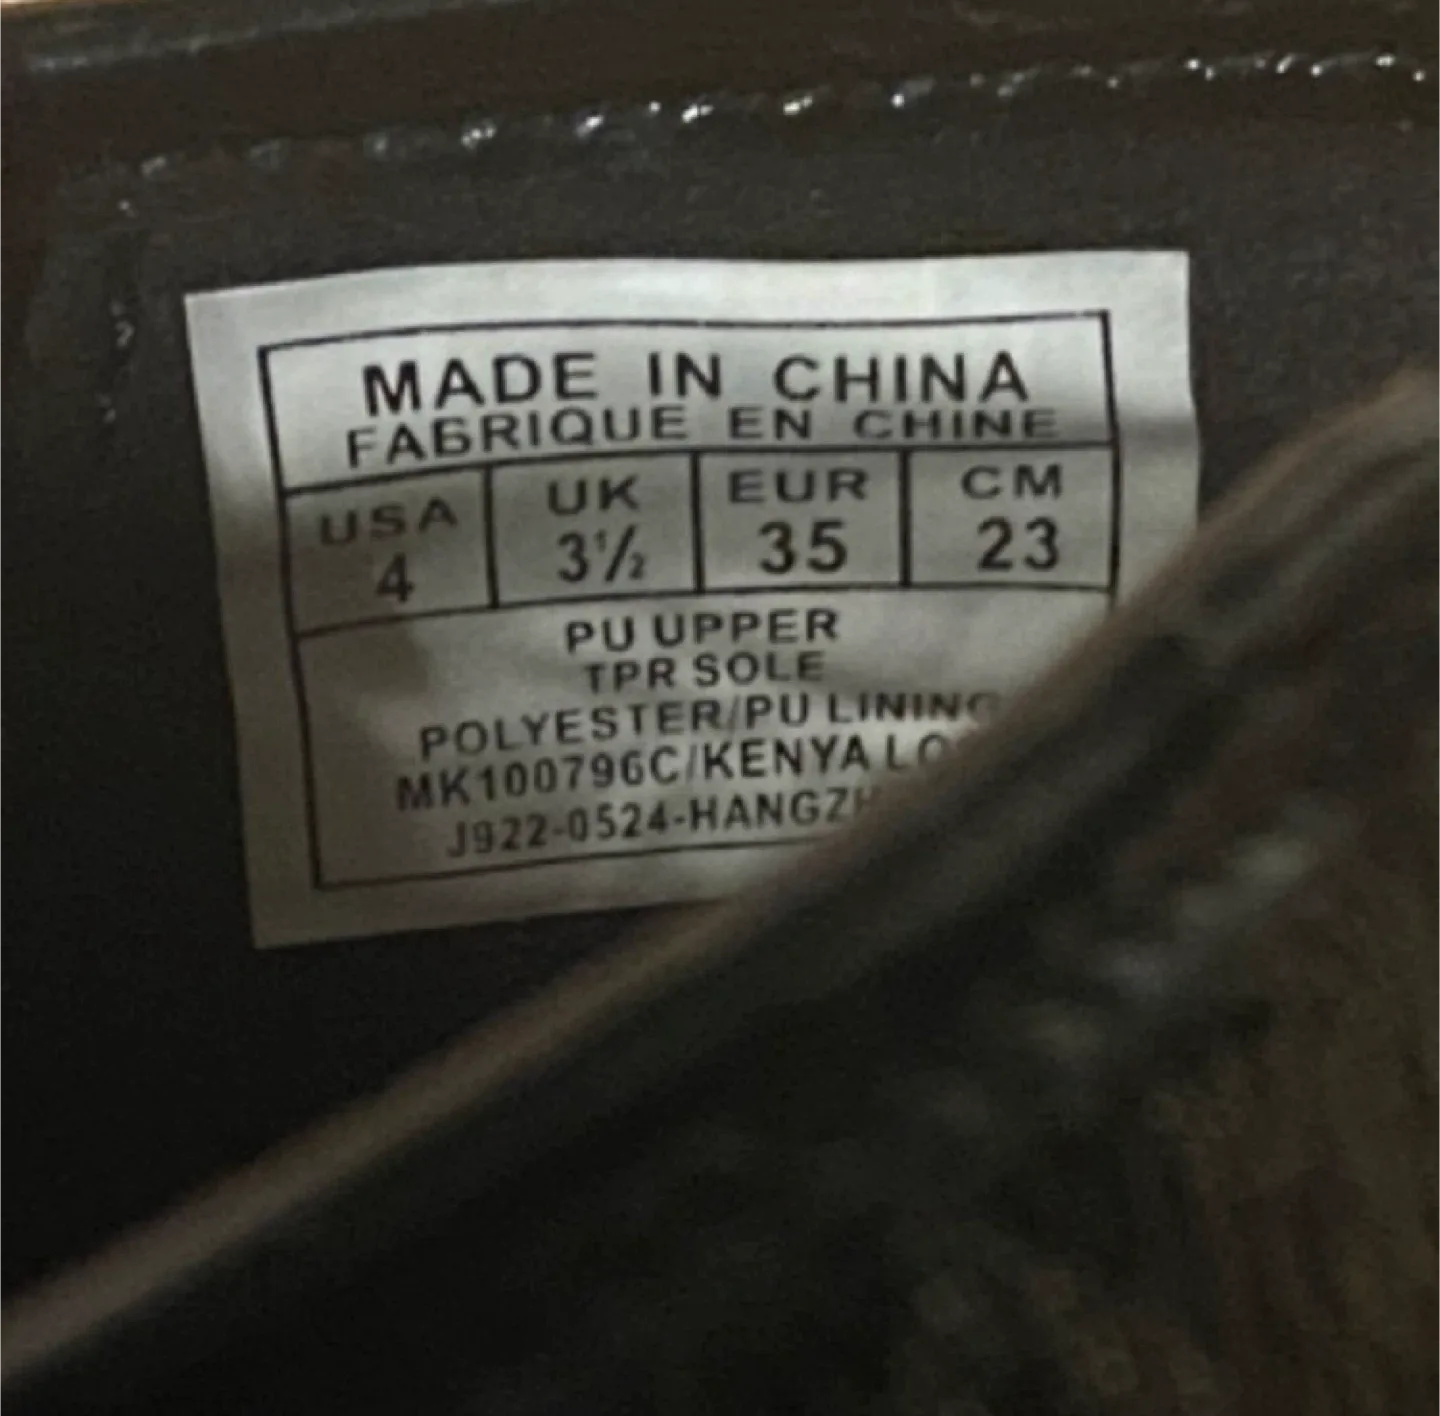 MADE IN CHINA
FABRIQUE EN CHINE
USA UK EUR CM
4 3½ 35 23
PU UPPER
TPR SOLE
POLYESTER/PU LINING
MK100796C/KENYA
J922-0524-